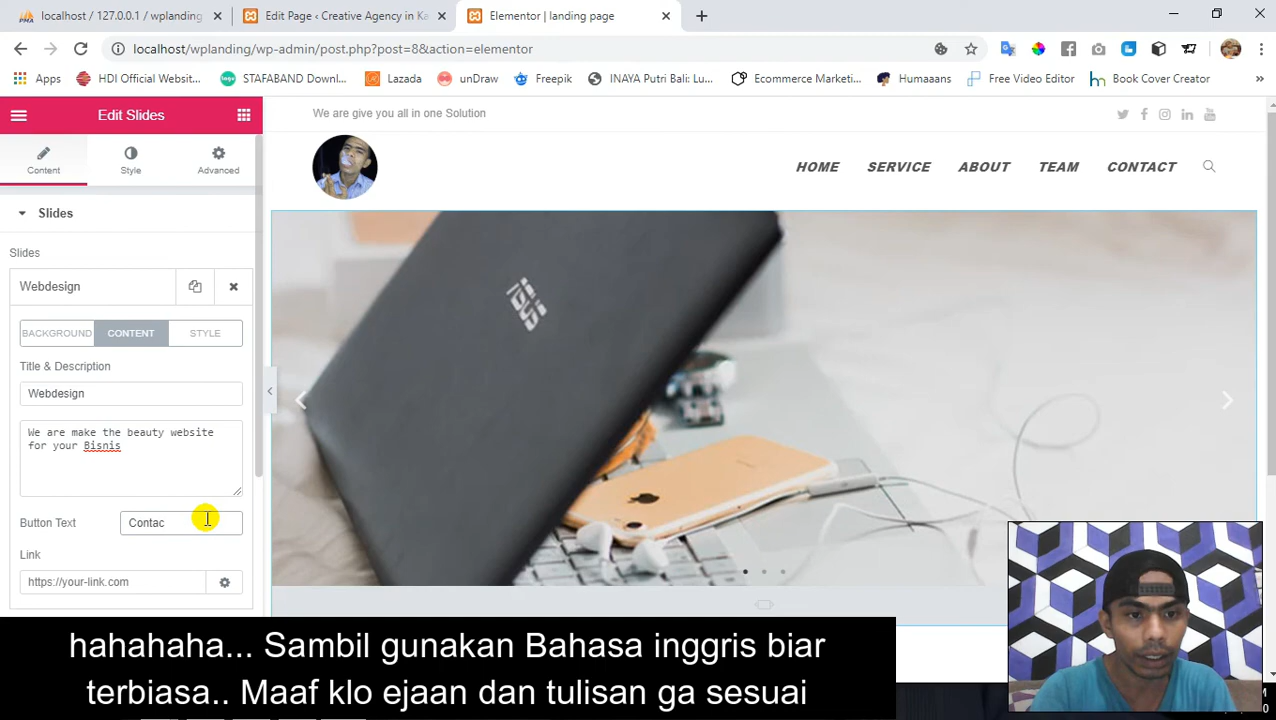 localhost / 127.0.0.1 / wplandin
Edit Page ‹ Creative Agency in Ka
Elementor | landing page
localhost/wplanding/wp-admin/post.php?post=8&action=elementor
Apps
HDI Official Websit...
STAFABAND Downl...
Lazada
unDraw
Freepik
INAYA Putri Bali: Lu...
Ecommerce Marketi...
Humaaans
Free Video Editor
Book Cover Creator
Edit Slides
We are give you all in one Solution
Content
Style
Advanced
HOME
SERVICE
ABOUT
TEAM
CONTACT
Slides
Slides
Webdesign
BACKGROUND
CONTENT
STYLE
Title & Description
Webdesign
We are make the beauty website
for your Bisnis
Button Text
Contac
Link
https://your-link.com
hahahaha... Sambil gunakan Bahasa inggris biar
terbiasa.. Maaf klo ejaan dan tulisan ga sesuai